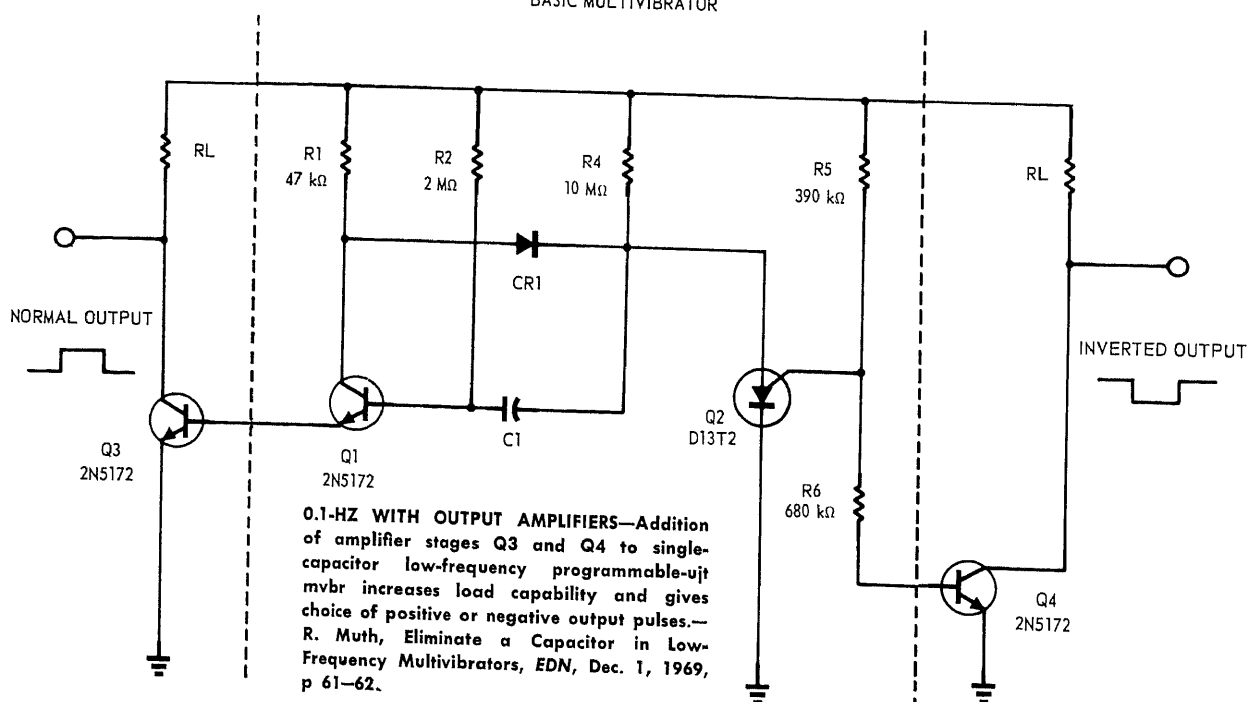 BASIC MULTIVIBRATOR
RL
R1
47 kΩ
R2
2 MΩ
R4
10 MΩ
R5
390 kΩ
RL
CR1
NORMAL OUTPUT
INVERTED OUTPUT
Q3
2N5172
Q1
2N5172
C1
Q2
D13T2
R6
680 kΩ
Q4
2N5172
0.1-HZ WITH OUTPUT AMPLIFIERS—Addition
of amplifier stages Q3 and Q4 to single-
capacitor low-frequency programmable-ujt
mvbr increases load capability and gives
choice of positive or negative output pulses.—
R. Muth, Eliminate a Capacitor in Low-
Frequency Multivibrators, EDN, Dec. 1, 1969,
p 61–62.